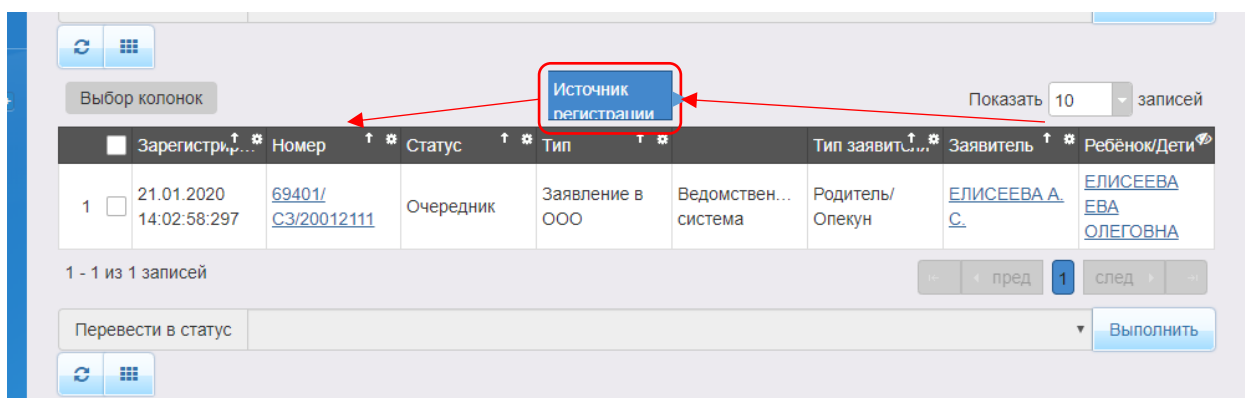 Источник
регистрации
Выбор колонок
Показать 10 записей
Зарегистрир... Номер Статус Тип Тип заявителя Заявитель Ребёнок/Дети
1 21.01.2020 14:02:58:297 69401/ СЗ/20012111 Очередник Заявление в ООО Ведомствен... система Родитель/ Опекун ЕЛИСЕЕВА А. С. ЕЛИСЕЕВА ЕВА ОЛЕГОВНА
1 - 1 из 1 записей
пред 1 след
Перевести в статус Выполнить